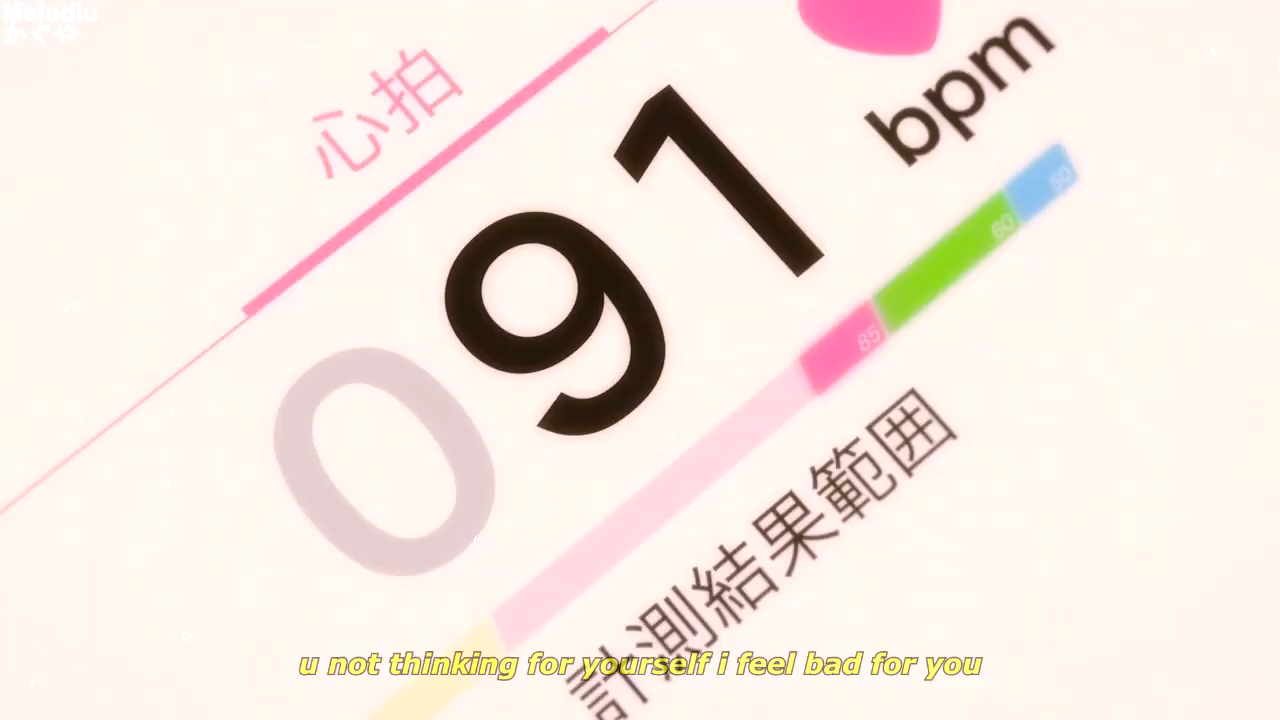 Melodlu
かぐや
心拍
091
bpm
50
60
85
計測結果範囲
u not thinking for yourself i feel bad for you